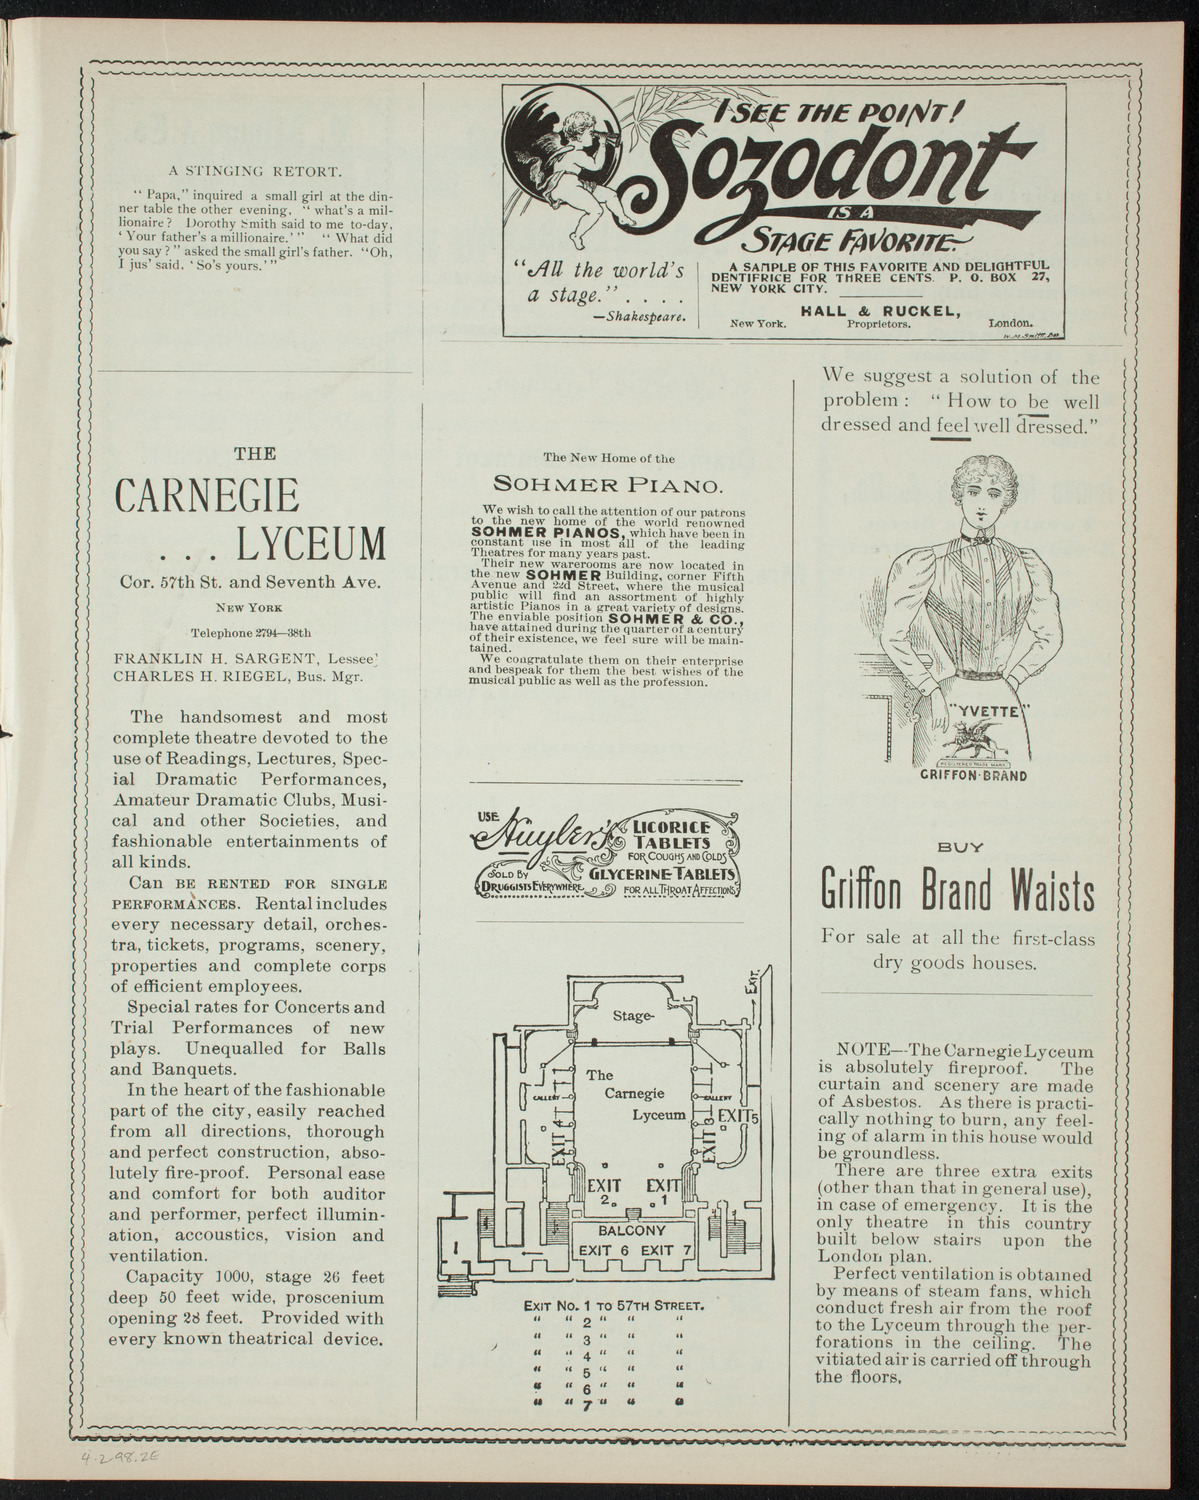 A STINGING RETORT.
“Papa,” inquired a small girl at the din-
ner table the other evening, “what's a mil-
lionaire? Dorothy Smith said to me to-day,
‘Your father's a millionaire.’” “What did
you say?” asked the small girl's father. “Oh,
I jus' said, ‘So's yours.’”
I SEE THE POINT!
Sozodont
IS A
STAGE FAVORITE.
“All the world's
a stage.” . . . .
—Shakespeare.
A SAMPLE OF THIS FAVORITE AND DELIGHTFUL
DENTIFRICE FOR THREE CENTS. P. O. BOX 27,
NEW YORK CITY.
HALL & RUCKEL,
New York. Proprietors. London.
THE
CARNEGIE
. . . LYCEUM
Cor. 57th St. and Seventh Ave.
NEW YORK
Telephone 2794—38th
FRANKLIN H. SARGENT, Lessee
CHARLES H. RIEGEL, Bus. Mgr.
The handsomest and most
complete theatre devoted to the
use of Readings, Lectures, Spec-
ial Dramatic Performances,
Amateur Dramatic Clubs, Musi-
cal and other Societies, and
fashionable entertainments of
all kinds.
Can BE RENTED FOR SINGLE
PERFORMANCES. Rental includes
every necessary detail, orches-
tra, tickets, programs, scenery,
properties and complete corps
of efficient employees.
Special rates for Concerts and
Trial Performances of new
plays. Unequalled for Balls
and Banquets.
In the heart of the fashionable
part of the city, easily reached
from all directions, thorough
and perfect construction, abso-
lutely fire-proof. Personal ease
and comfort for both auditor
and performer, perfect illumin-
ation, accoustics, vision and
ventilation.
Capacity 1000, stage 26 feet
deep 50 feet wide, proscenium
opening 28 feet. Provided with
every known theatrical device.
The New Home of the
SOHMER PIANO.
We wish to call the attention of our patrons
to the new home of the world renowned
SOHMER PIANOS, which have been in
constant use in most all of the leading
Theatres for many years past.
Their new warerooms are now located in
the new SOHMER Building, corner Fifth
Avenue and 22d Street, where the musical
public will find an assortment of highly
artistic Pianos in a great variety of designs.
The enviable position SOHMER & CO.,
have attained during the quarter of a century
of their existence, we feel sure will be main-
tained.
We congratulate them on their enterprise
and bespeak for them the best wishes of the
musical public as well as the profession.
USE
Huyler's
LICORICE
TABLETS
FOR COUGHS AND COLDS
SOLD BY
DRUGGISTS EVERYWHERE
GLYCERINE TABLETS
FOR ALL THROAT AFFECTIONS
EXIT.
Stage
The
Carnegie
Lyceum
GALLERY
GALLERY
EXIT 4
EXIT 3
EXIT 5
EXIT
2
EXIT
1
BALCONY
EXIT 6 EXIT 7
EXIT NO. 1 TO 57TH STREET.
“ “ 2 “ “ “
“ “ 3 “ “ “
“ “ 4 “ “ “
“ “ 5 “ “ “
“ “ 6 “ “ “
“ “ 7 “ “ “
We suggest a solution of the
problem: “How to be well
dressed and feel well dressed.”
"YVETTE"
REGISTERED TRADE MARK
GRIFFON-BRAND
BUY
Griffon Brand Waists
For sale at all the first-class
dry goods houses.
NOTE—The Carnegie Lyceum
is absolutely fireproof. The
curtain and scenery are made
of Asbestos. As there is practi-
cally nothing to burn, any feel-
ing of alarm in this house would
be groundless.
There are three extra exits
(other than that in general use),
in case of emergency. It is the
only theatre in this country
built below stairs upon the
London plan.
Perfect ventilation is obtained
by means of steam fans, which
conduct fresh air from the roof
to the Lyceum through the per-
forations in the ceiling. The
vitiated air is carried off through
the floors,
4-2-98.2E